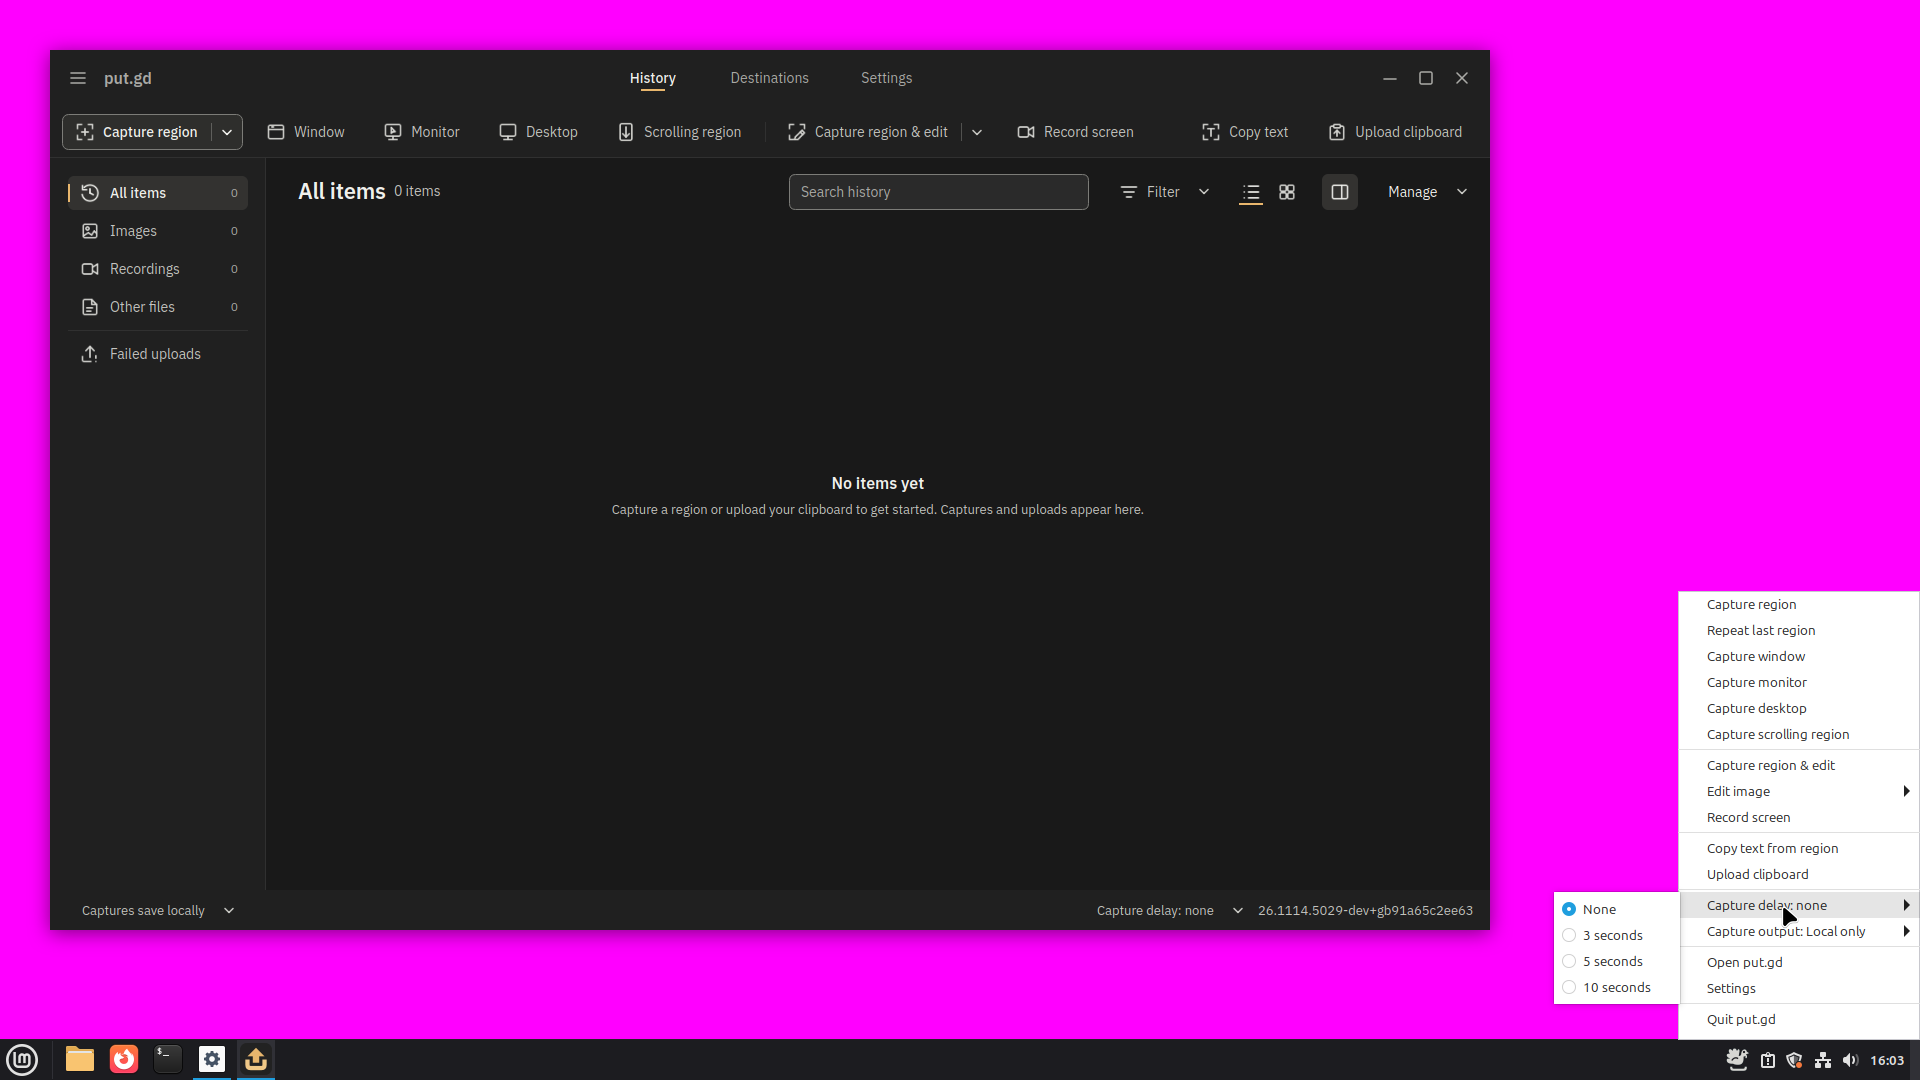 put.gd
History
Destinations
Settings
Capture region
Window
Monitor
Desktop
Scrolling region
Capture region & edit
Record screen
Copy text
Upload clipboard
All items 0
Images 0
Recordings 0
Other files 0
Failed uploads
All items 0 items
Search history
Filter
Manage
No items yet
Capture a region or upload your clipboard to get started. Captures and uploads appear here.
Captures save locally
Capture delay: none
26.1114.5029-dev+gb91a65c2ee63
Capture region
Repeat last region
Capture window
Capture monitor
Capture desktop
Capture scrolling region
Capture region & edit
Edit image
Record screen
Copy text from region
Upload clipboard
Capture delay: none
Capture output: Local only
Open put.gd
Settings
Quit put.gd
None
3 seconds
5 seconds
10 seconds
16:03